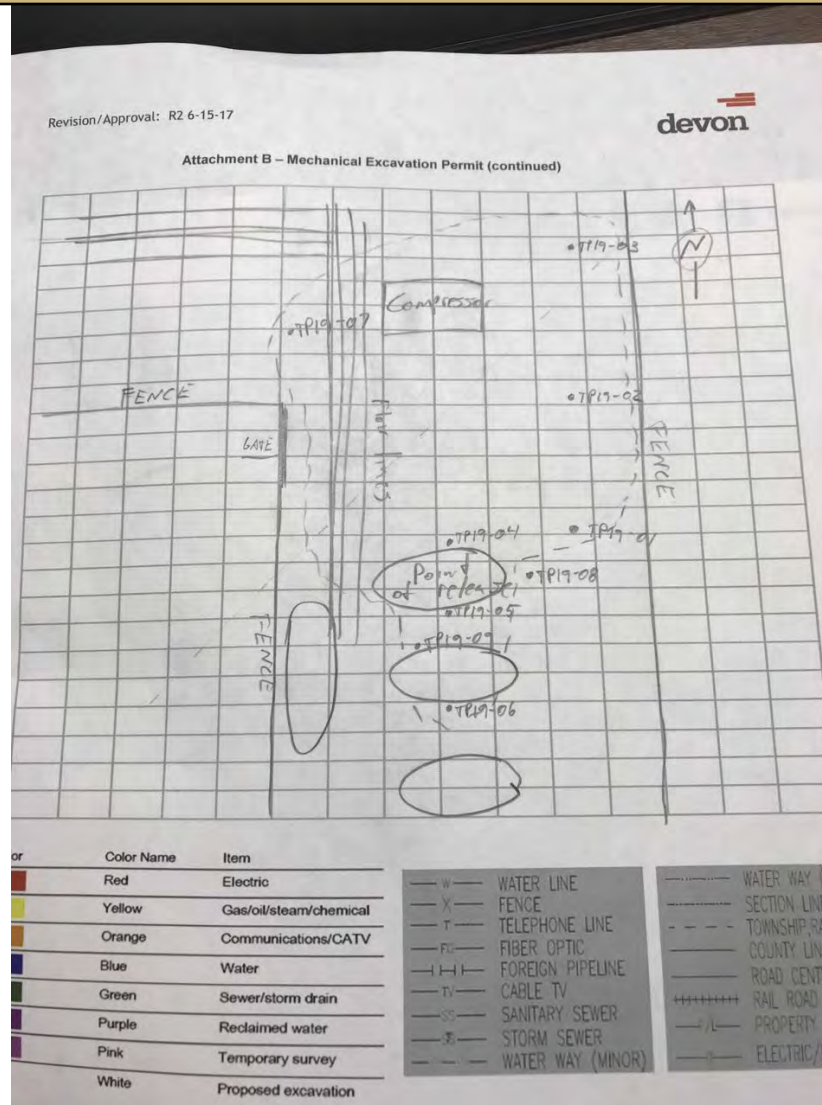 Revision/Approval: R2 6-15-17
devon
Attachment B – Mechanical Excavation Permit (continued)
N
•TP19-03
Compressor
•TP19-07
FENCE
•TP19-02
Flow lines
GATE
FENCE
•TP19-04
•TP19-01
Point
of release
•TP19-08
•TP19-05
FENCE
•TP19-09
•TP19-06
or Color Name Item
Red Electric
Yellow Gas/oil/steam/chemical
Orange Communications/CATV
Blue Water
Green Sewer/storm drain
Purple Reclaimed water
Pink Temporary survey
White Proposed excavation
W WATER LINE
X FENCE
T TELEPHONE LINE
FO FIBER OPTIC
FOREIGN PIPELINE
TV CABLE TV
SS SANITARY SEWER
STORM SEWER
WATER WAY (MINOR)
WATER WAY
SECTION LIN
TOWNSHIP, RA
COUNTY LIN
ROAD CENT
RAIL ROAD
PROPERTY
ELECTRIC/